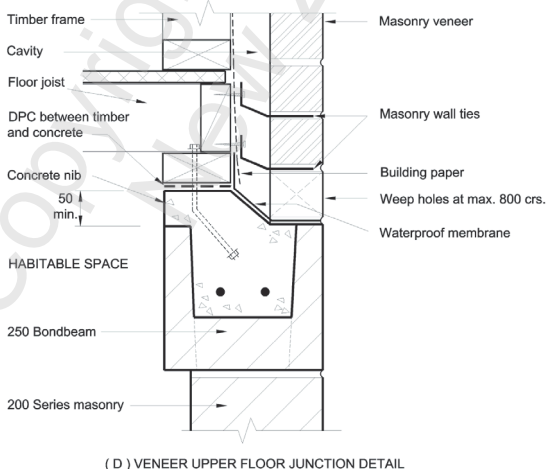 Timber frame
Cavity
Floor joist
DPC between timber
and concrete
Concrete nib
50
min.
HABITABLE SPACE
250 Bondbeam
200 Series masonry
Masonry veneer
Masonry wall ties
Building paper
Weep holes at max. 800 crs.
Waterproof membrane
( D ) VENEER UPPER FLOOR JUNCTION DETAIL
Copyright
New